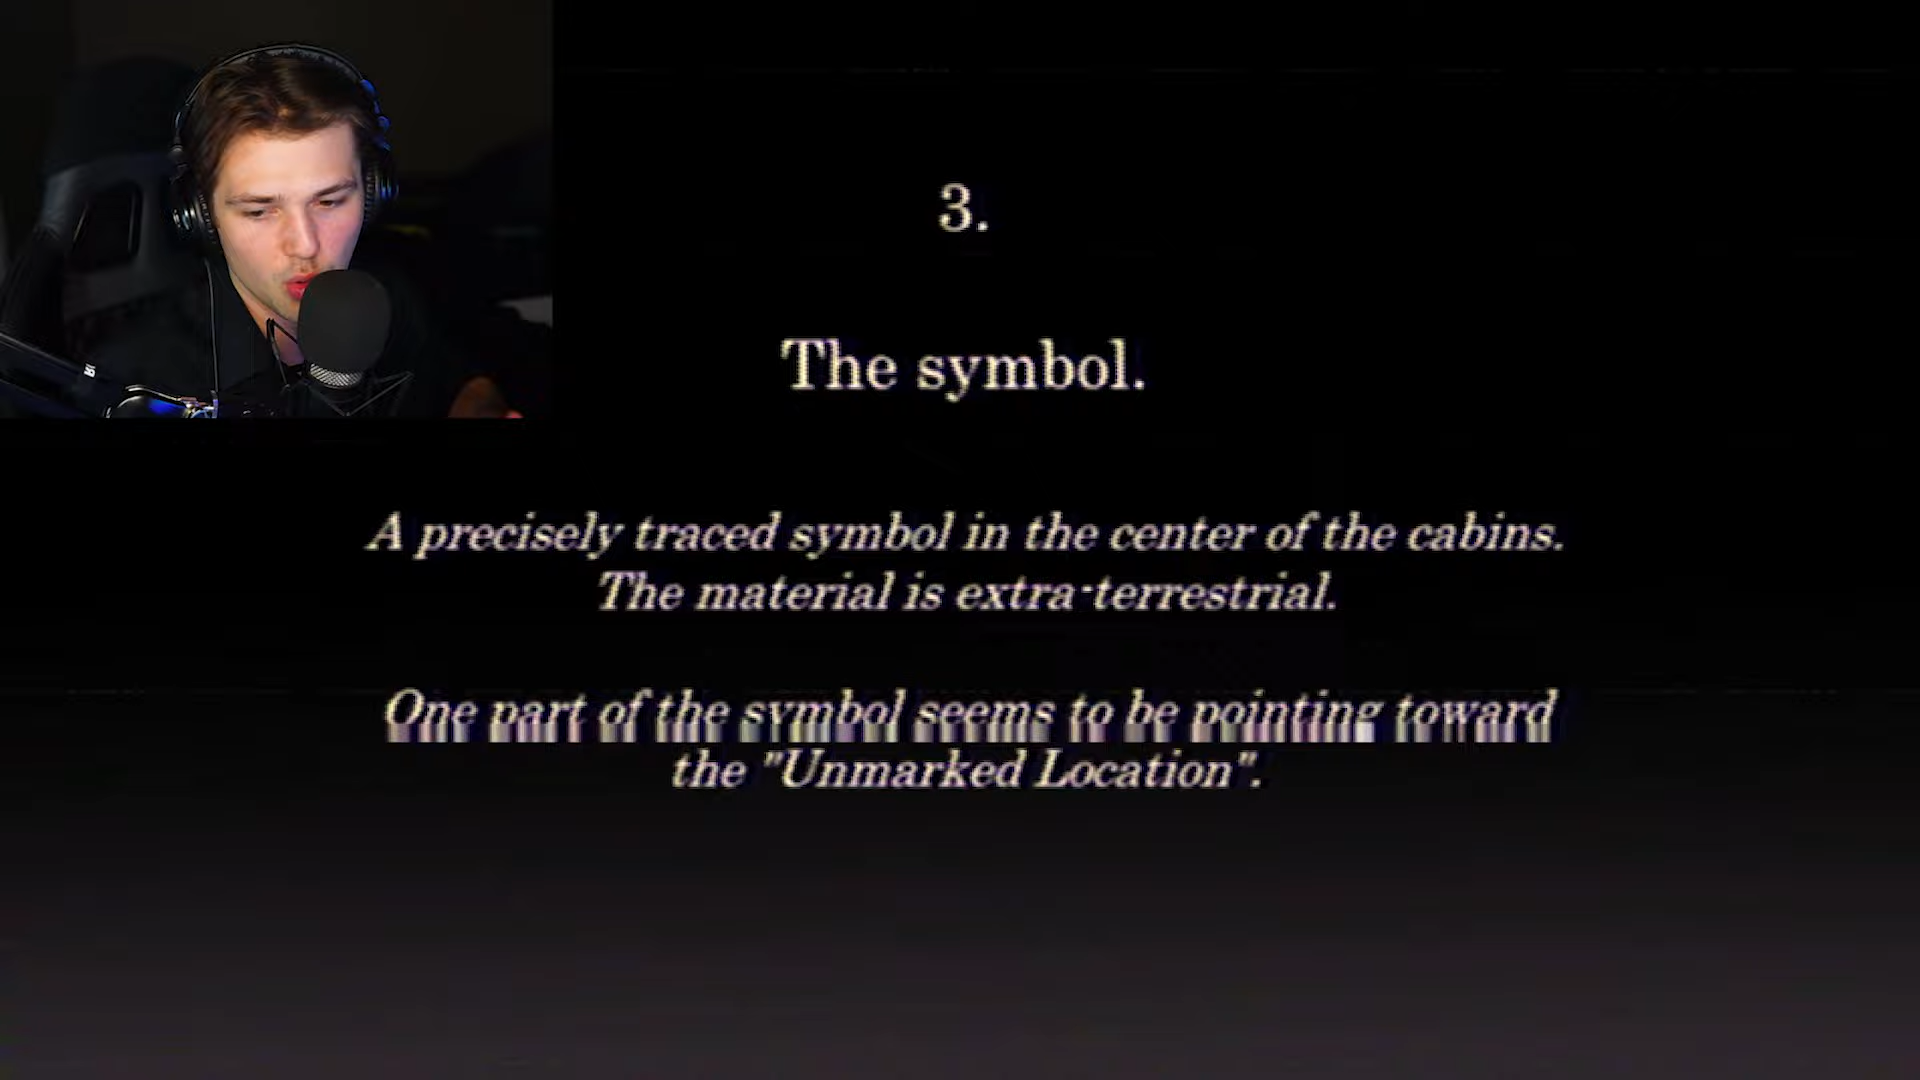 3.
The symbol.
A precisely traced symbol in the center of the cabins.
The material is extra-terrestrial.
One part of the symbol seems to be pointing toward
the "Unmarked Location".